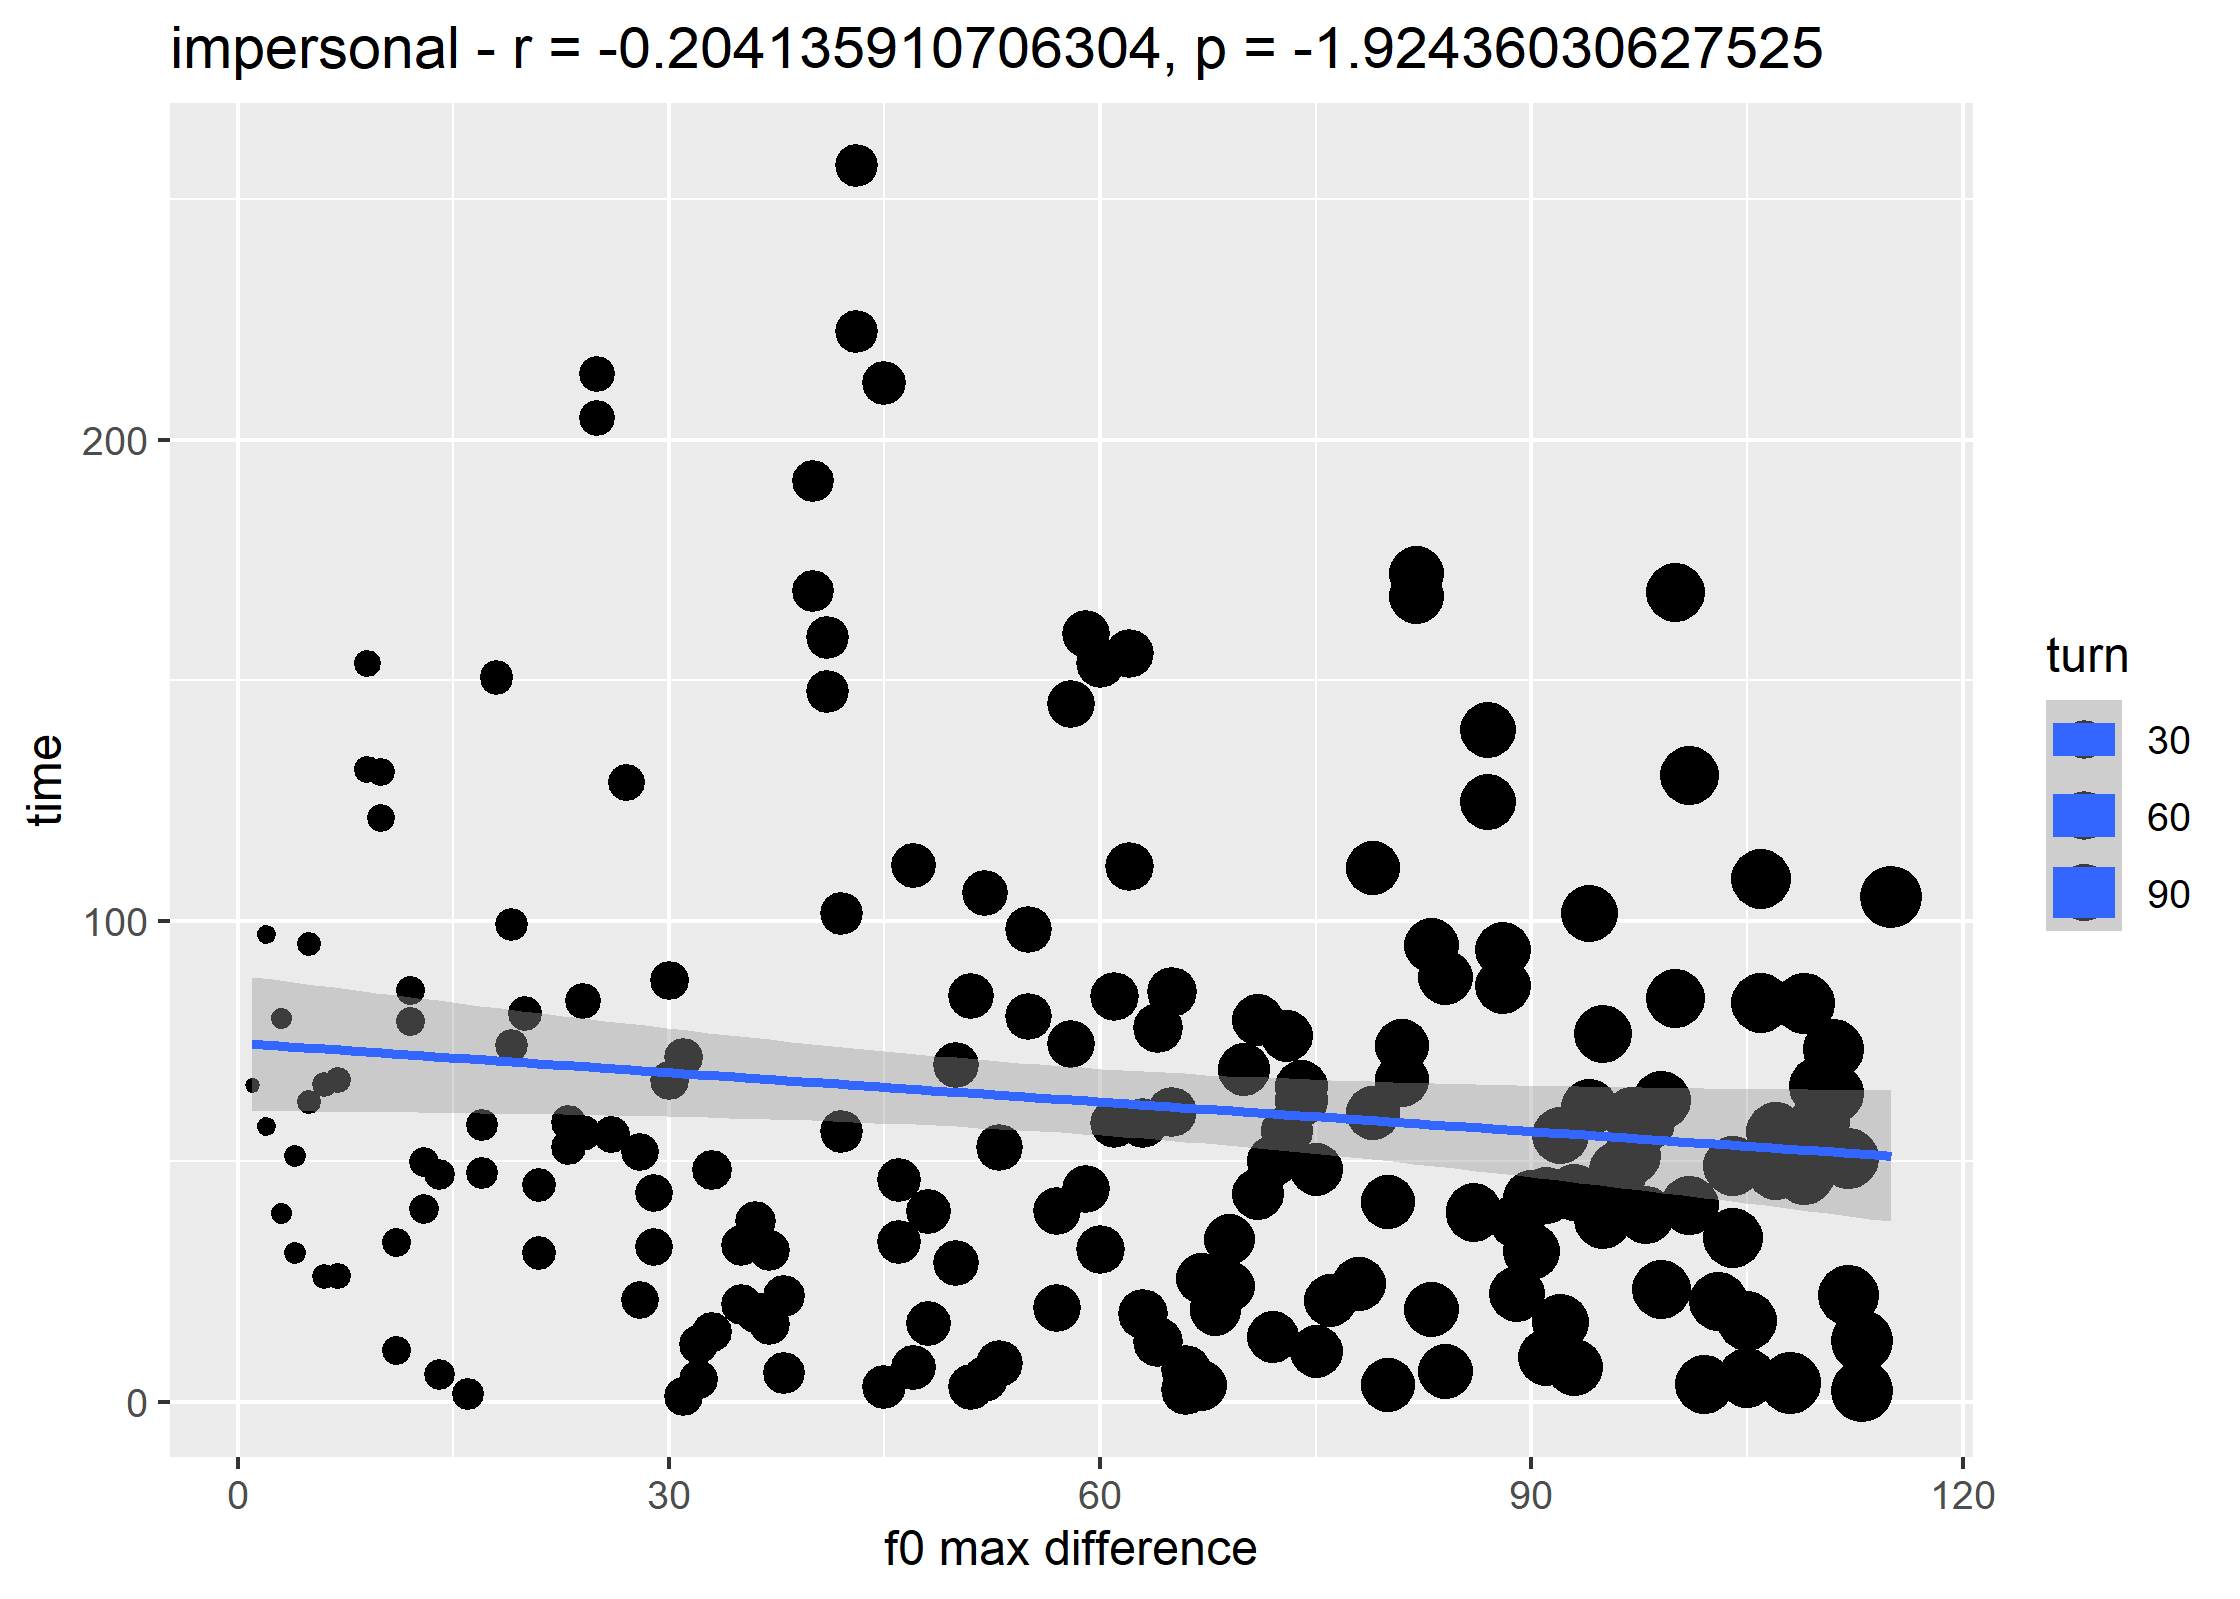 impersonal - r = -0.204135910706304, p = -1.92436030627525
time
200
100
0
0 30 60 90 120
f0 max difference
turn
30
60
90